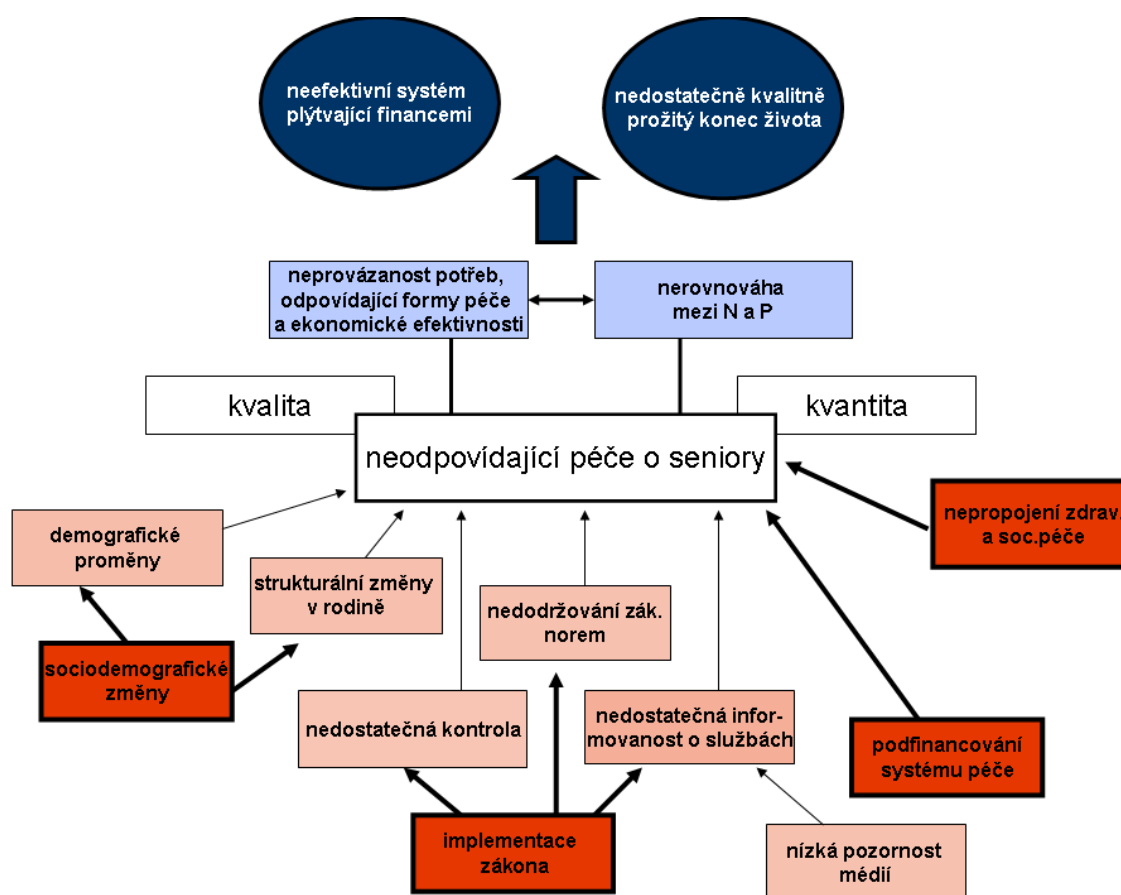 neefektivní systém
plýtvající financemi
nedostatečně kvalitně
prožitý konec života
neprovázanost potřeb,
odpovídající formy péče
a ekonomické efektivnosti
nerovnováha
mezi N a P
kvalita
kvantita
neodpovídající péče o seniory
demografické
proměny
nepropojení zdrav.
a soc.péče
strukturální změny
v rodině
nedodržování zák.
norem
sociodemografické
změny
nedostatečná kontrola
nedostatečná infor-
movanost o službách
podfinancování
systému péče
implementace
zákona
nízká pozornost
médií